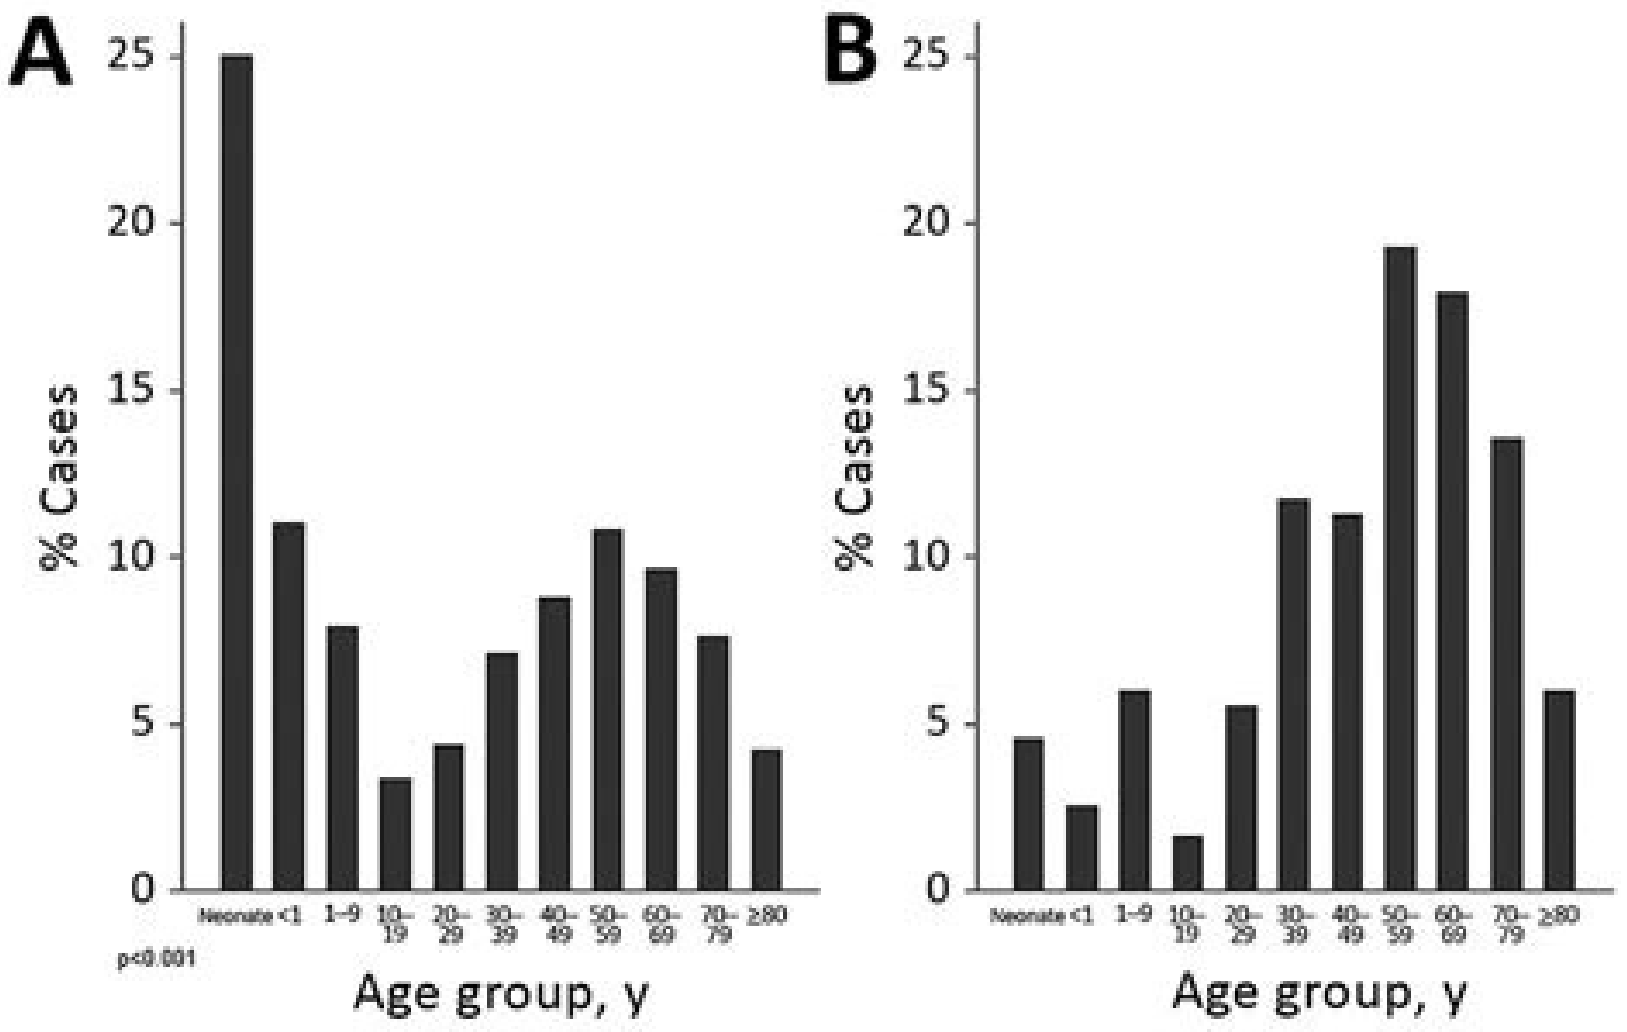 A
25
20
15
10
5
0
% Cases
Neonate <1 1–9 10– 20– 30– 40– 50– 60– 70– ≥80
19 29 39 49 59 69 79
p<0.001
Age group, y
B
25
20
15
10
5
0
% Cases
Neonate <1 1–9 10– 20– 30– 40– 50– 60– 70– ≥80
19 29 39 49 59 69 79
Age group, y